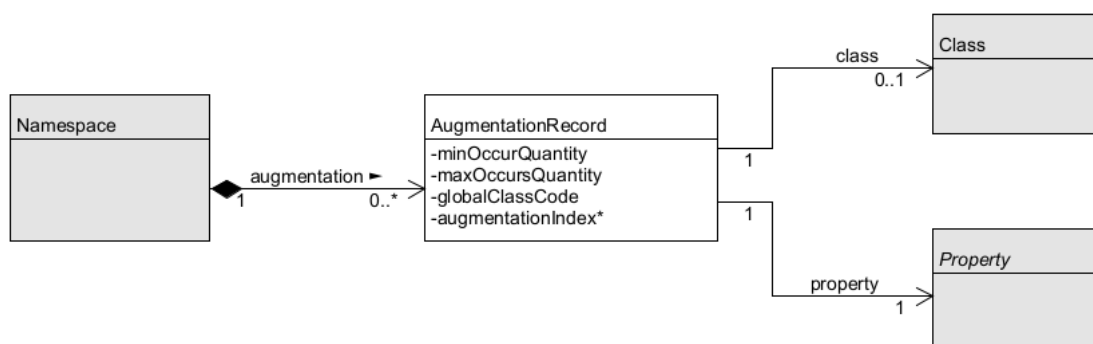 Class
class
0..1
Namespace
AugmentationRecord
-minOccurQuantity
-maxOccursQuantity
-globalClassCode
-augmentationIndex*
augmentation ►
1
0..*
1
1
Property
property
1